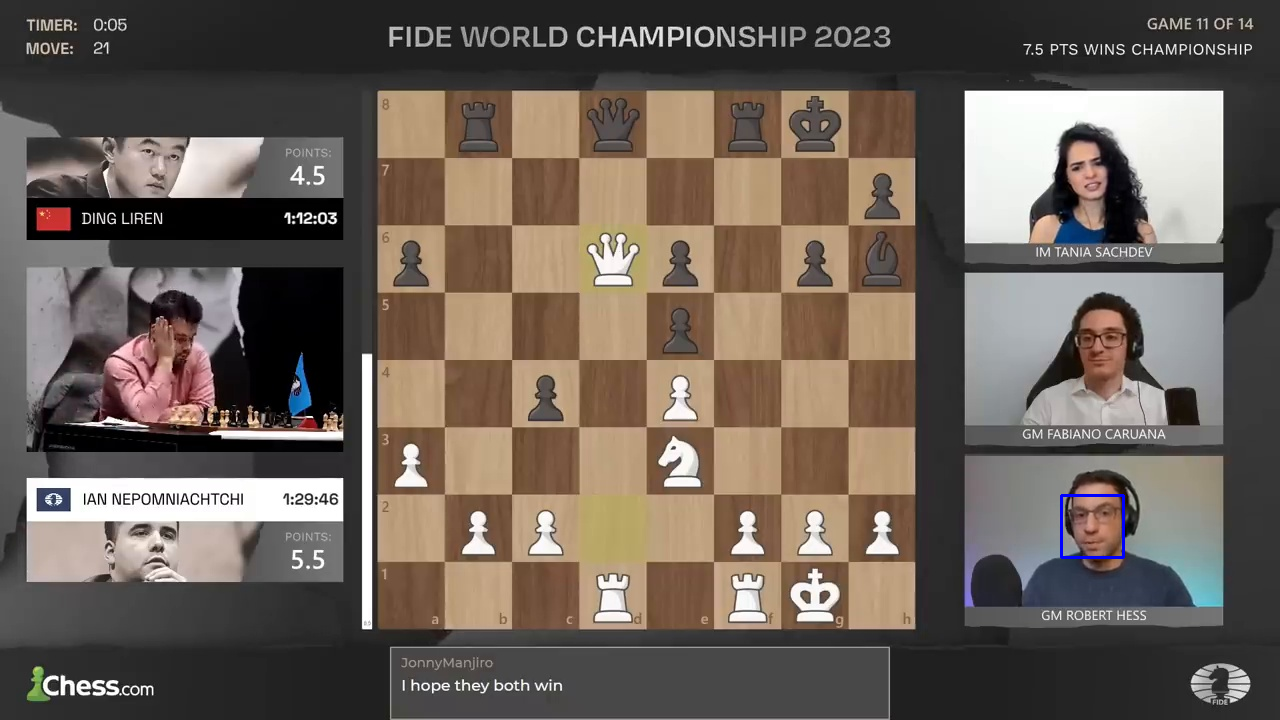 TIMER: 0:05
MOVE: 21
FIDE WORLD CHAMPIONSHIP 2023
GAME 11 OF 14
7.5 PTS WINS CHAMPIONSHIP
POINTS:
4.5
DING LIREN 1:12:03
IAN NEPOMNIACHTCHI 1:29:46
POINTS:
5.5
8
7
6
5
4
3
2
1
a b c d e f g h
0.0
IM TANIA SACHDEV
GM FABIANO CARUANA
GM ROBERT HESS
JonnyManjiro
I hope they both win
Chess.com
FIDE